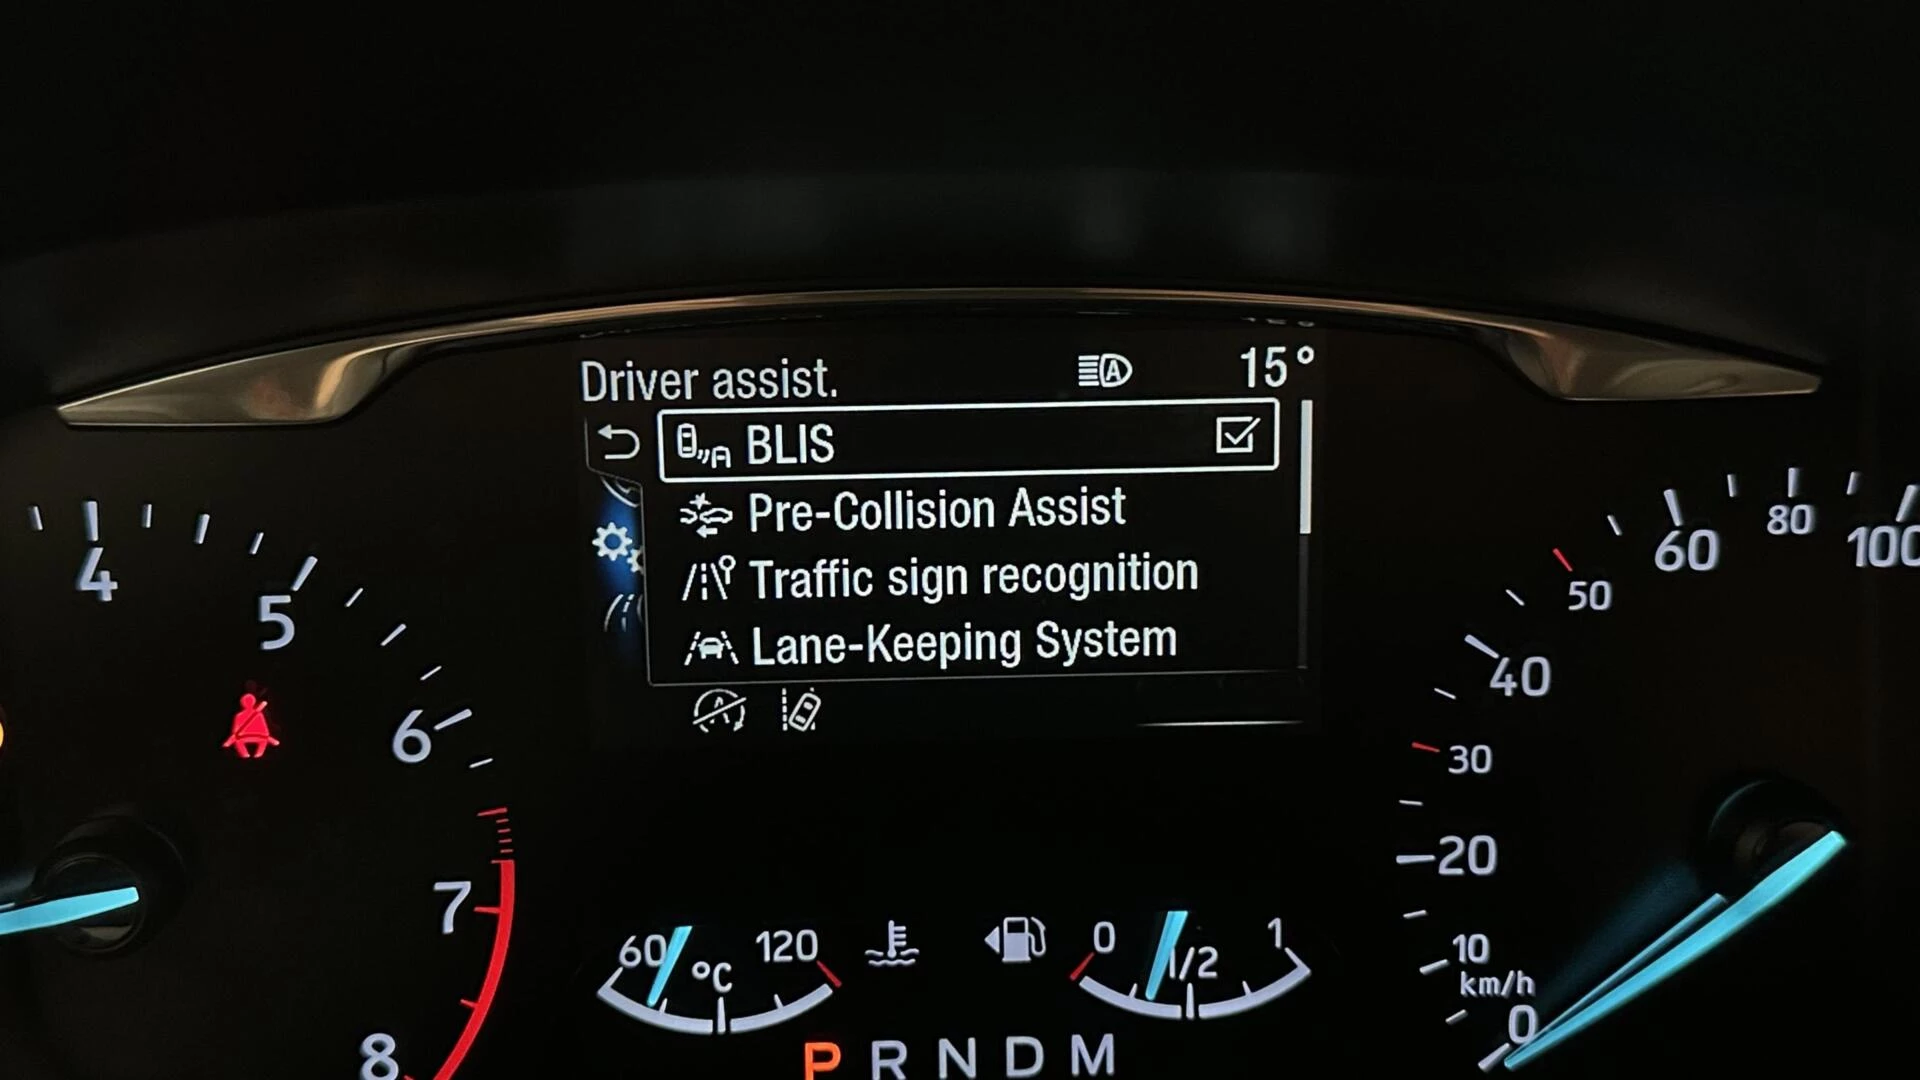 Driver assist.
15°
BLIS
Pre-Collision Assist
Traffic sign recognition
Lane-Keeping System
4
5
6
7
8
60
°C
120
0
1/2
1
P R N D M
0
10
km/h
20
30
40
50
60
80
100